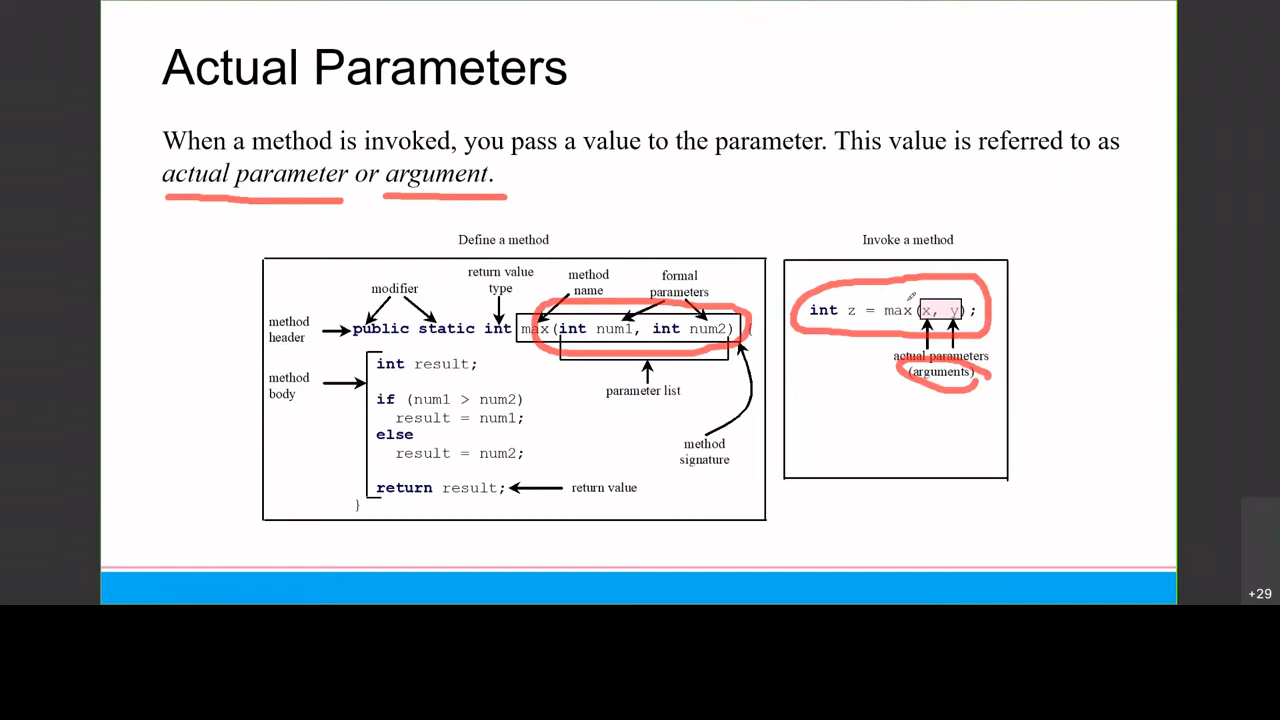 Actual Parameters
When a method is invoked, you pass a value to the parameter. This value is referred to as
actual parameter or argument.
Define a method
Invoke a method
modifier
return value
type
method
name
formal
parameters
method
header
public static int max(int num1, int num2) {
method
body
int result;
if (num1 > num2)
result = num1;
else
result = num2;
return result;
}
parameter list
method
signature
return value
int z = max(x, y);
actual parameters
(arguments)
+29